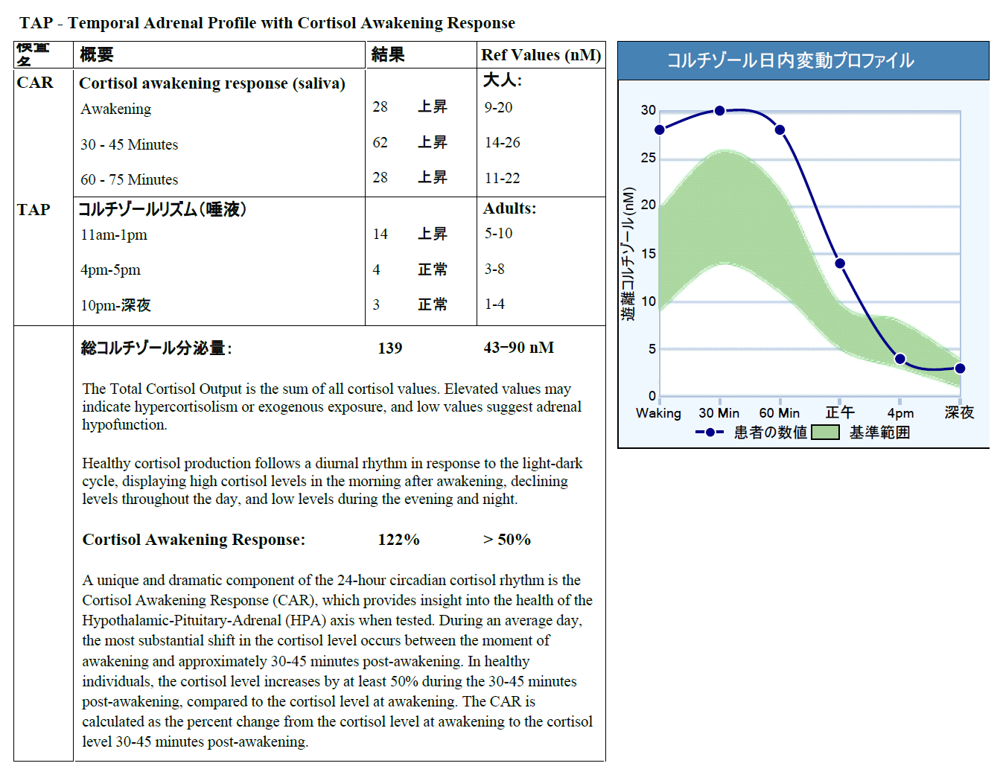 TAP - Temporal Adrenal Profile with Cortisol Awakening Response
検査名 概要 結果 Ref Values (nM)
CAR Cortisol awakening response (saliva) 大人:
Awakening 28 上昇 9-20
30 - 45 Minutes 62 上昇 14-26
60 - 75 Minutes 28 上昇 11-22
TAP コルチゾールリズム（唾液） Adults:
11am-1pm 14 上昇 5-10
4pm-5pm 4 正常 3-8
10pm-深夜 3 正常 1-4
総コルチゾール分泌量： 139 43−90 nM
The Total Cortisol Output is the sum of all cortisol values. Elevated values may
indicate hypercortisolism or exogenous exposure, and low values suggest adrenal
hypofunction.
Healthy cortisol production follows a diurnal rhythm in response to the light-dark
cycle, displaying high cortisol levels in the morning after awakening, declining
levels throughout the day, and low levels during the evening and night.
Cortisol Awakening Response: 122% > 50%
A unique and dramatic component of the 24-hour circadian cortisol rhythm is the
Cortisol Awakening Response (CAR), which provides insight into the health of the
Hypothalamic-Pituitary-Adrenal (HPA) axis when tested. During an average day,
the most substantial shift in the cortisol level occurs between the moment of
awakening and approximately 30-45 minutes post-awakening. In healthy
individuals, the cortisol level increases by at least 50% during the 30-45 minutes
post-awakening, compared to the cortisol level at awakening. The CAR is
calculated as the percent change from the cortisol level at awakening to the cortisol
level 30-45 minutes post-awakening.
コルチゾール日内変動プロファイル
遊離コルチゾール(nM)
30
25
20
15
10
5
0
Waking 30 Min 60 Min 正午 4pm 深夜
患者の数値 基準範囲